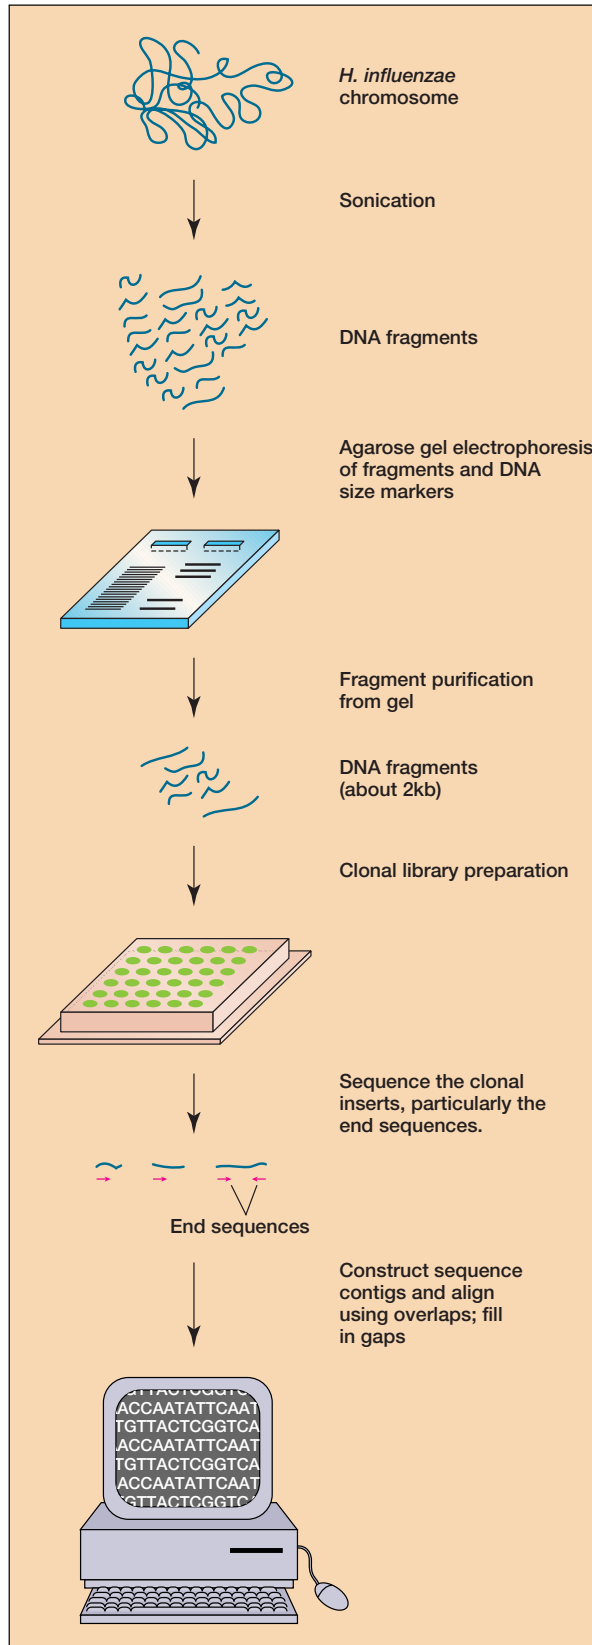 H. influenzae
chromosome
Sonication
DNA fragments
Agarose gel electrophoresis
of fragments and DNA
size markers
Fragment purification
from gel
DNA fragments
(about 2kb)
Clonal library preparation
Sequence the clonal
inserts, particularly the
end sequences.
End sequences
Construct sequence
contigs and align
using overlaps; fill
in gaps
TGTTACTCGGTC
ACCAATATTCAAT
TGTTACTCGGTCA
ACCAATATTCAAT
TGTTACTCGGTCA
ACCAATATTCAAT
TGTTACTCGGTC